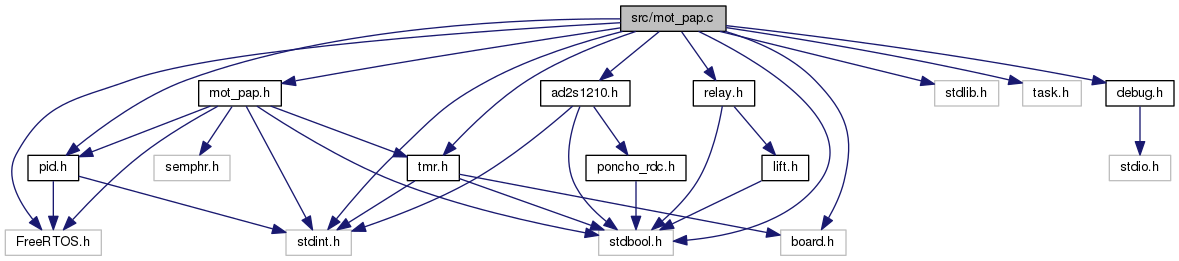 src/mot_pap.c
mot_pap.h
ad2s1210.h
relay.h
stdlib.h
task.h
debug.h
pid.h
semphr.h
tmr.h
poncho_rdc.h
lift.h
stdio.h
FreeRTOS.h
stdint.h
stdbool.h
board.h